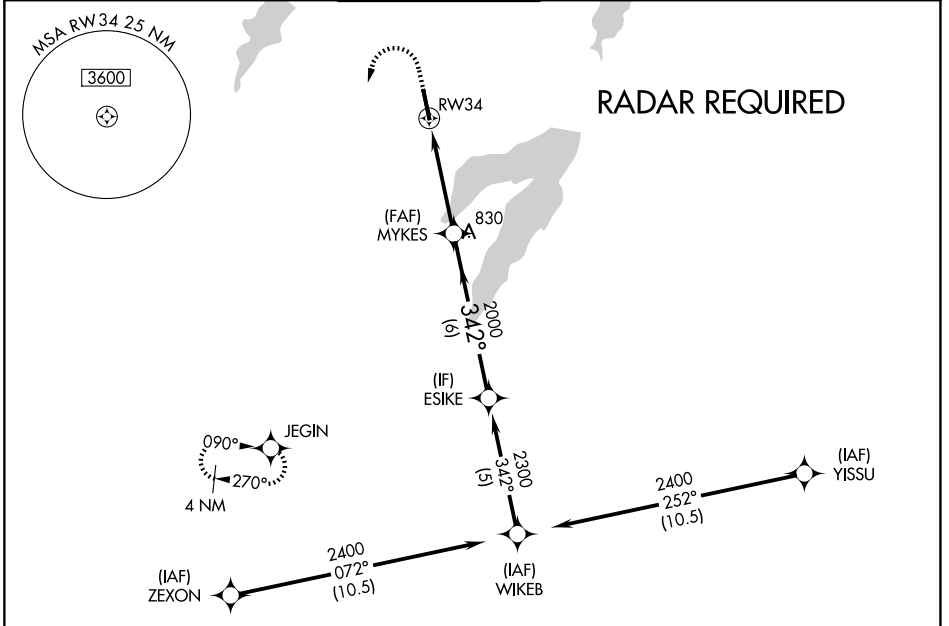 MSA RW34 25 NM
3600
RADAR REQUIRED
RW34
(FAF)
MYKES
830
2000
342°
(6)
(IF)
ESIKE
090°
JEGIN
270°
4 NM
2300
342°
(5)
(IAF)
YISSU
2400
252°
(10.5)
2400
072°
(10.5)
(IAF)
ZEXON
(IAF)
WIKEB